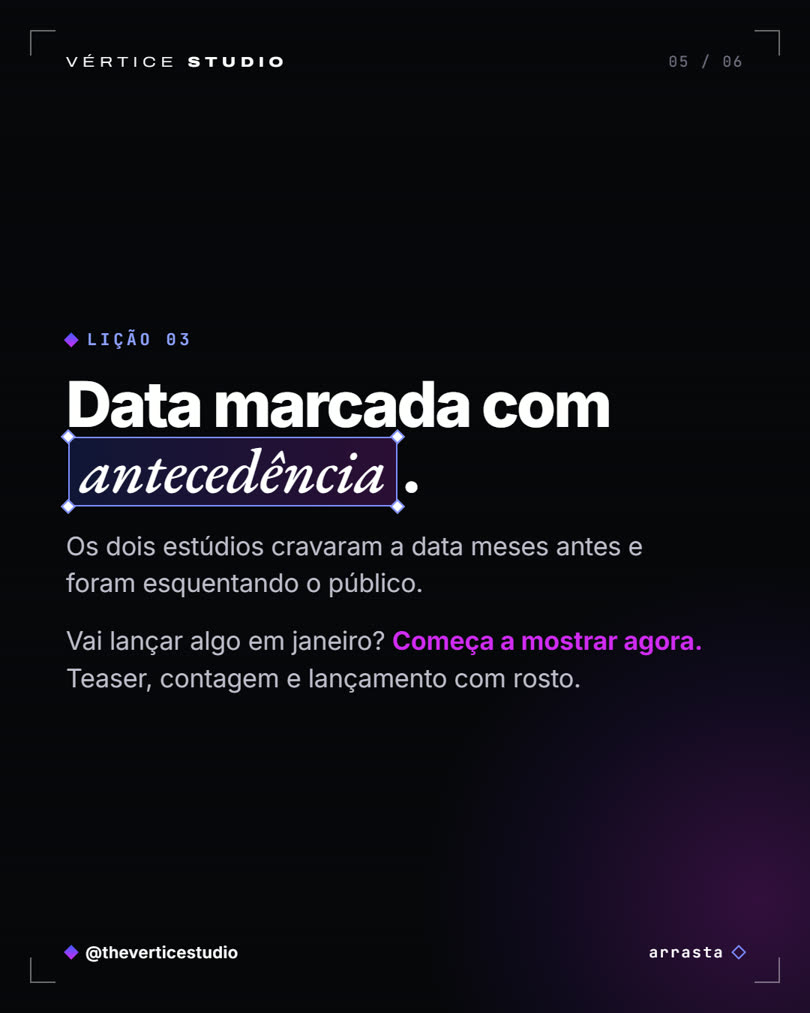 VÉRTICE STUDIO
05 / 06
LIÇÃO 03
Data marcada com
antecedência.
Os dois estúdios cravaram a data meses antes e
foram esquentando o público.
Vai lançar algo em janeiro? Começa a mostrar agora.
Teaser, contagem e lançamento com rosto.
@theverticestudio
arrasta